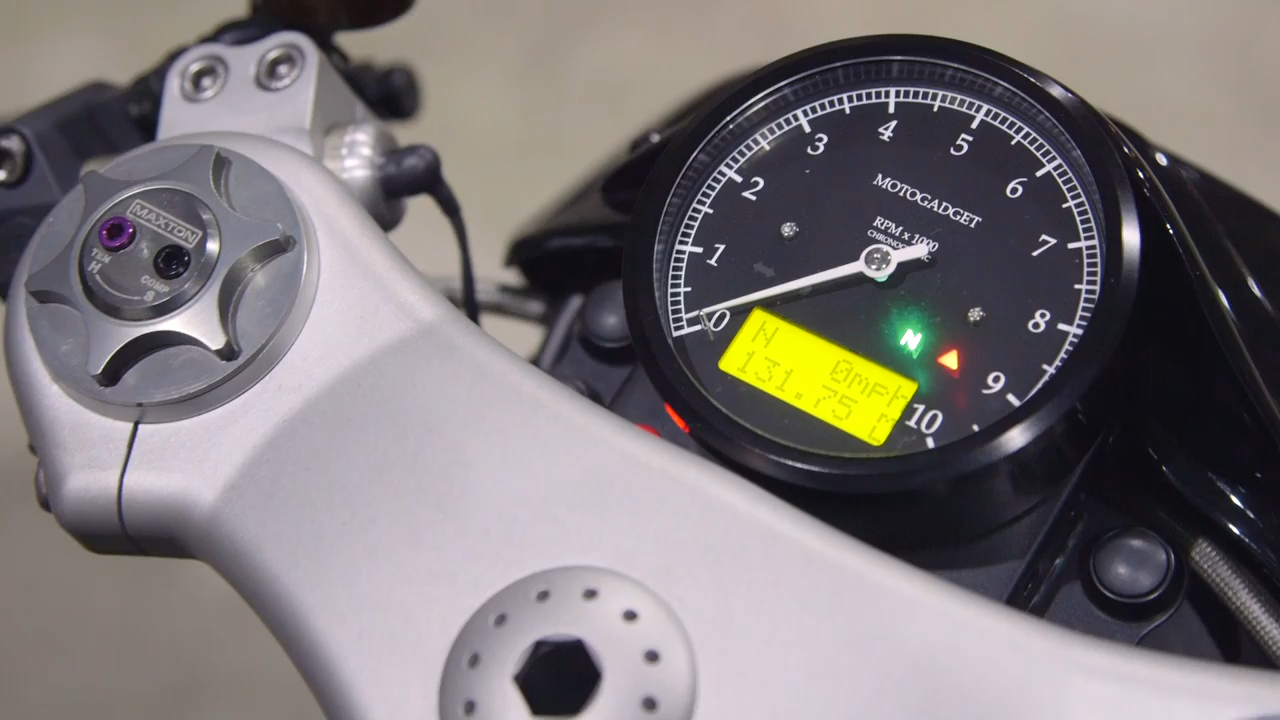 MAXTON
TEN
COMP
H
S
MOTOGADGET
RPM x 1000
0
1
2
3
4
5
6
7
8
9
10
N
N 0mph
131.75